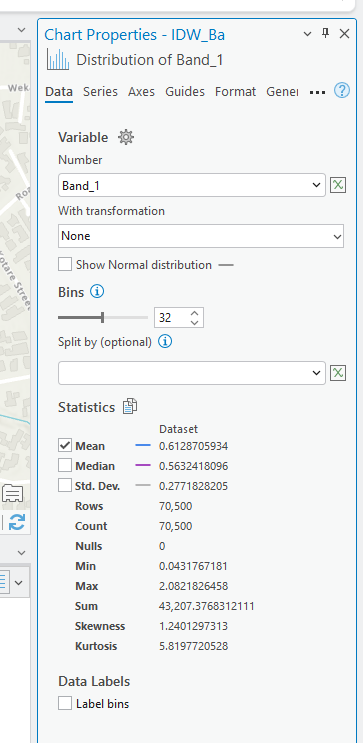 Chart Properties - IDW_Ba
Distribution of Band_1
Data Series Axes Guides Format Gener ... ?
Wek
Variable
Number
Band_1
With transformation
None
Show Normal distribution
Bins
32
Split by (optional)
Statistics
Dataset
Mean 0.6128705934
Median 0.5632418096
Std. Dev. 0.2771828205
Rows 70,500
Count 70,500
Nulls 0
Min 0.0431767181
Max 2.0821826458
Sum 43,207.3768312111
Skewness 1.2401297313
Kurtosis 5.8197720528
Data Labels
Label bins